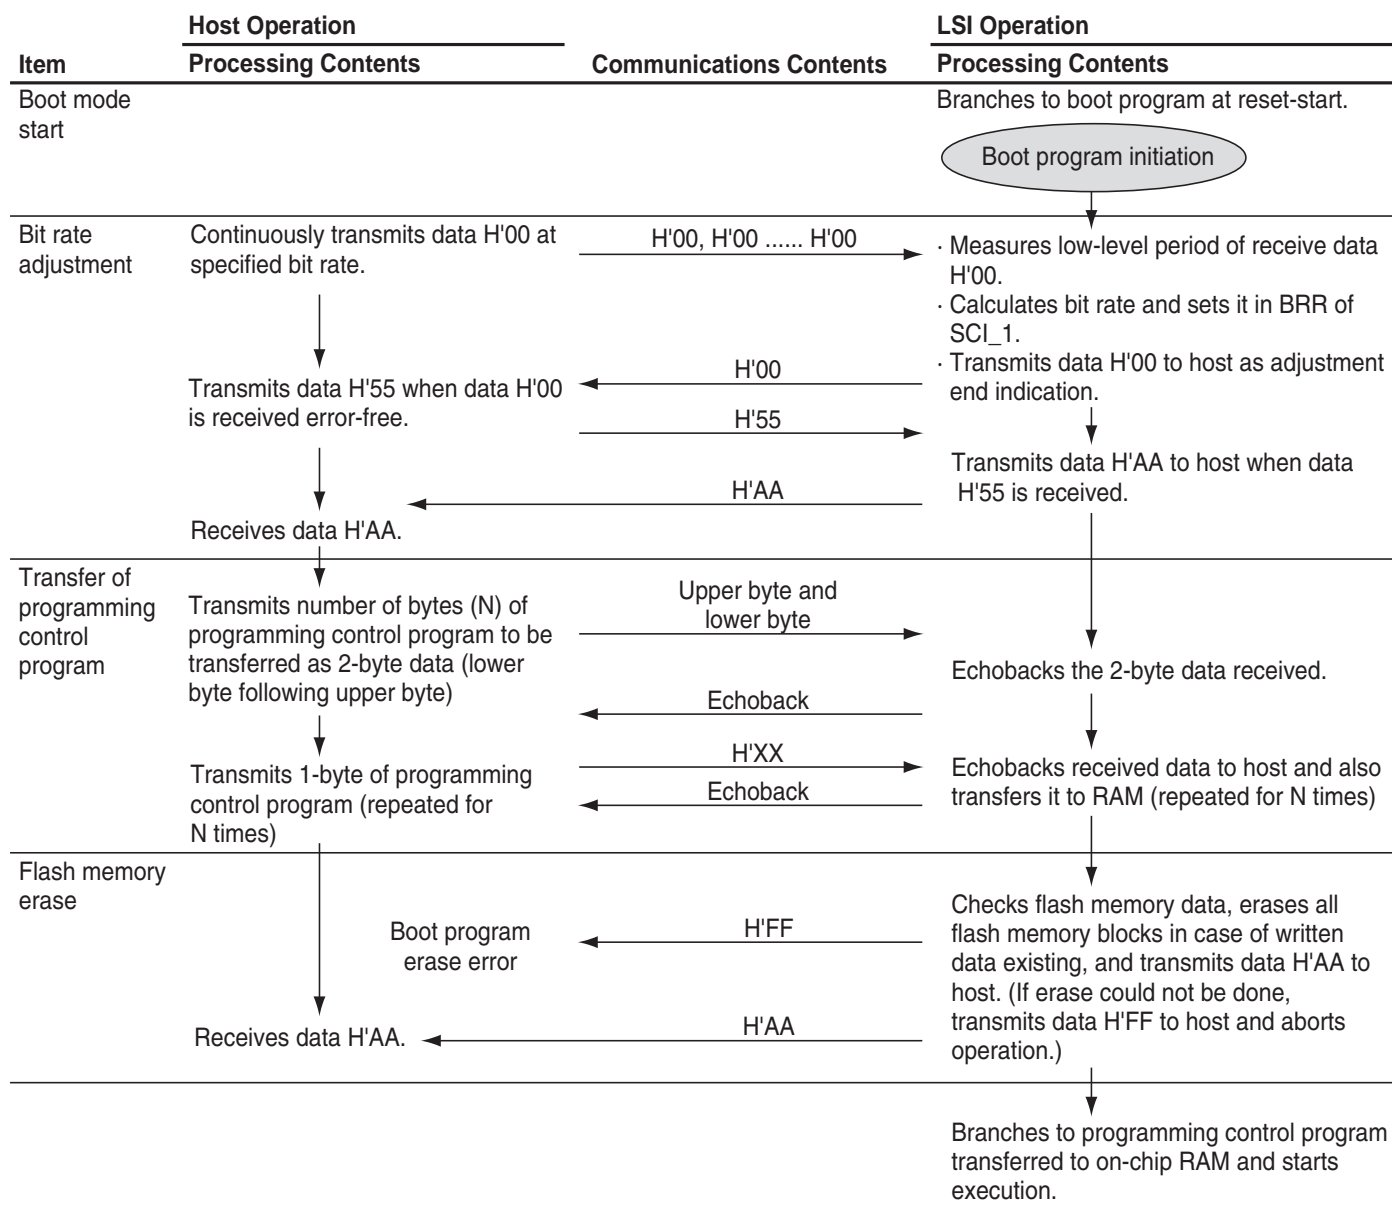 Host Operation
LSI Operation
Item
Processing Contents
Communications Contents
Processing Contents
Boot mode
start
Branches to boot program at reset-start.
Boot program initiation
Bit rate
adjustment
Continuously transmits data H'00 at
specified bit rate.
H'00, H'00 ...... H'00
· Measures low-level period of receive data
H'00.
· Calculates bit rate and sets it in BRR of
SCI_1.
· Transmits data H'00 to host as adjustment
end indication.
H'00
Transmits data H'55 when data H'00
is received error-free.
H'55
Transmits data H'AA to host when data
H'55 is received.
H'AA
Receives data H'AA.
Transfer of
programming
control
program
Transmits number of bytes (N) of
programming control program to be
transferred as 2-byte data (lower
byte following upper byte)
Upper byte and
lower byte
Echobacks the 2-byte data received.
Echoback
H'XX
Transmits 1-byte of programming
control program (repeated for
N times)
Echoback
Echobacks received data to host and also
transfers it to RAM (repeated for N times)
Flash memory
erase
Boot program
erase error
H'FF
Checks flash memory data, erases all
flash memory blocks in case of written
data existing, and transmits data H'AA to
host. (If erase could not be done,
transmits data H'FF to host and aborts
operation.)
H'AA
Receives data H'AA.
Branches to programming control program
transferred to on-chip RAM and starts
execution.